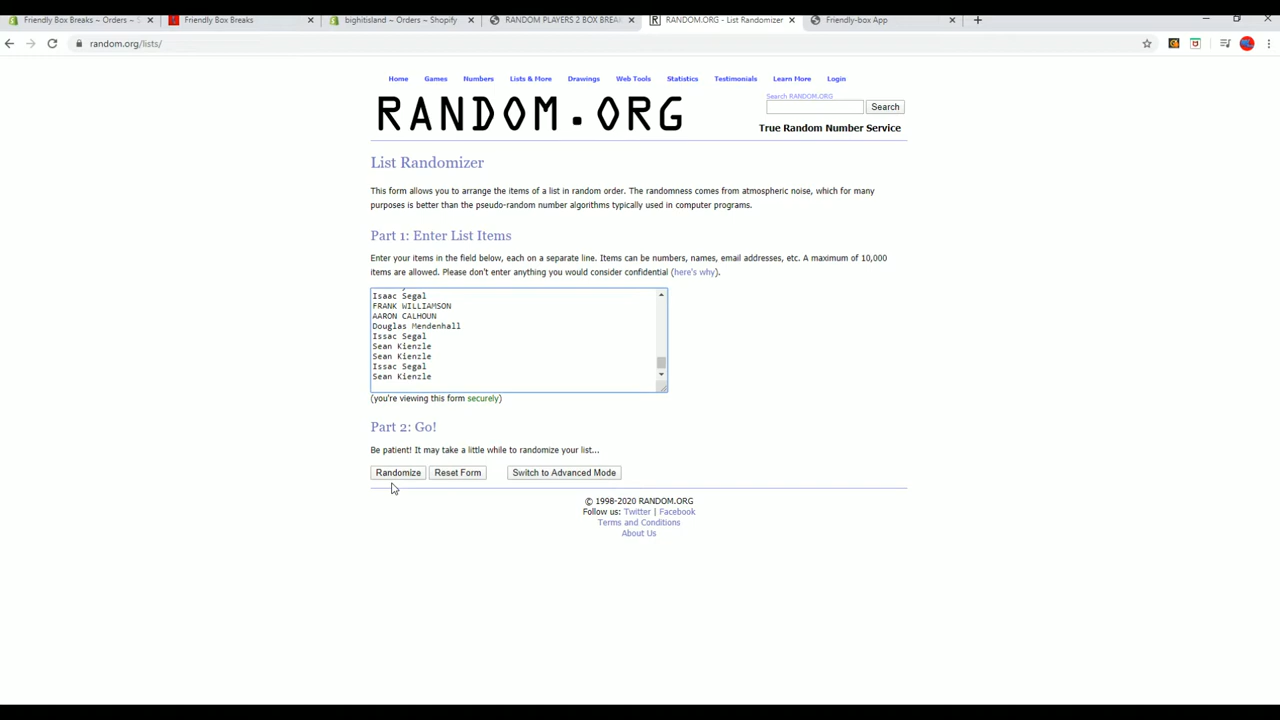 Friendly Box Breaks ~ Orders ~ S
Friendly Box Breaks
bighitisland ~ Orders ~ Shopify
RANDOM PLAYERS 2 BOX BREA
RANDOM.ORG - List Randomizer
Friendly-box App
random.org/lists/
Home Games Numbers Lists & More Drawings Web Tools Statistics Testimonials Learn More Login
RANDOM.ORG
Search RANDOM.ORG
Search
True Random Number Service
List Randomizer
This form allows you to arrange the items of a list in random order. The randomness comes from atmospheric noise, which for many
purposes is better than the pseudo-random number algorithms typically used in computer programs.
Part 1: Enter List Items
Enter your items in the field below, each on a separate line. Items can be numbers, names, email addresses, etc. A maximum of 10,000
items are allowed. Please don't enter anything you would consider confidential (here's why).
Isaac Segal
FRANK WILLIAMSON
AARON CALHOUN
Douglas Mendenhall
Issac Segal
Sean Kienzle
Sean Kienzle
Issac Segal
Sean Kienzle
(you're viewing this form securely)
Part 2: Go!
Be patient! It may take a little while to randomize your list...
Randomize Reset Form Switch to Advanced Mode
© 1998-2020 RANDOM.ORG
Follow us: Twitter | Facebook
Terms and Conditions
About Us